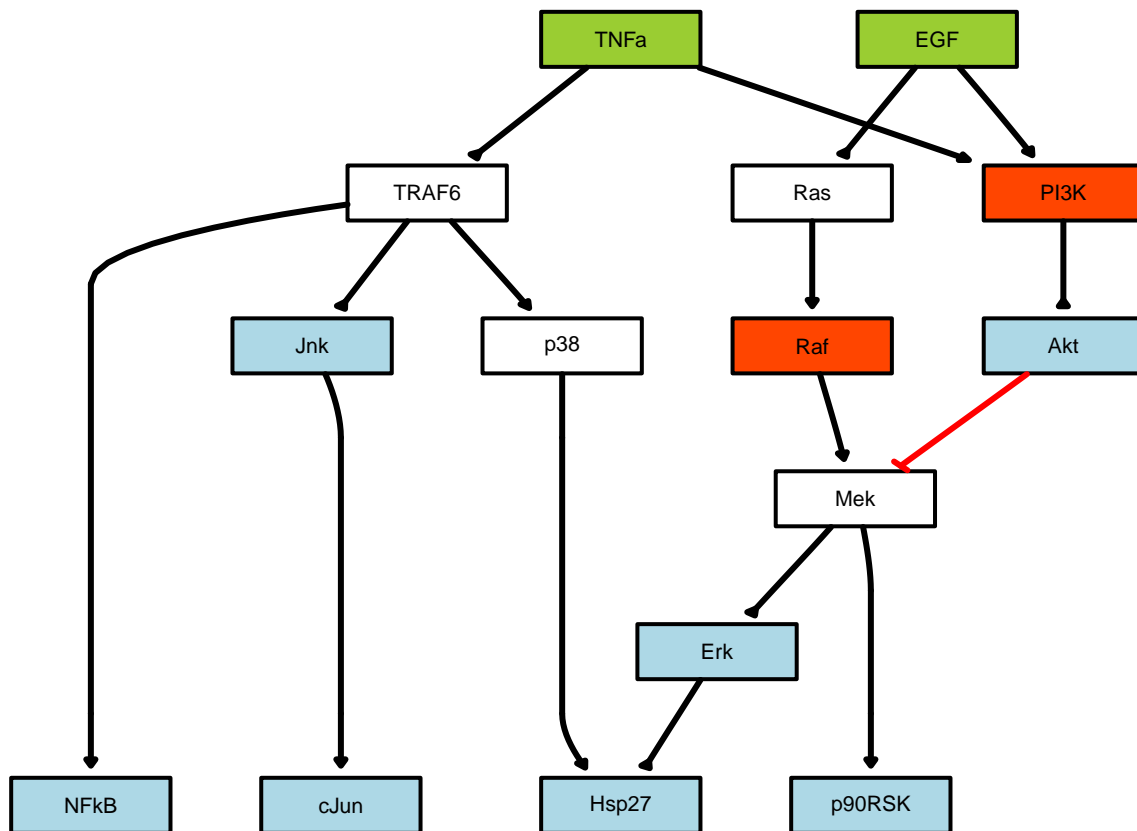 TNFa
EGF
TRAF6
Ras
PI3K
Jnk
p38
Raf
Akt
Mek
Erk
NFkB
cJun
Hsp27
p90RSK